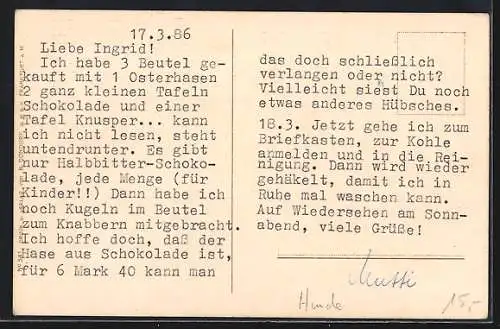 17.3.86
Liebe Ingrid!
Ich habe 3 Beutel ge-
kauft mit 1 Osterhasen
2 ganz kleinen Tafeln
Schokolade und einer
Tafel Knusper... kann
ich nicht lesen, steht
untendrunter. Es gibt
nur Halbbitter-Schoko-
lade, jede Menge (für
Kinder!!) Dann habe ich
noch Kugeln im Beutel
zum Knabbern mitgebracht.
Ich hoffe doch, daß der
Hase aus Schokolade ist,
für 6 Mark 40 kann man
das doch schließlich
verlangen oder nicht?
Vielleicht siest Du noch
etwas anderes Hübsches.
18.3. Jetzt gehe ich zum
Briefkasten, zur Kohle
anmelden und in die Rei-
nigung. Dann wird wieder
gehäkelt, damit ich in
Ruhe mal waschen kann.
Auf Wiedersehen am Sonn-
abend, viele Grüße!
Mutti
Hunde
15,-